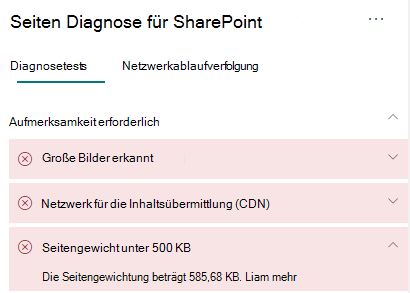 Seiten Diagnose für SharePoint
Diagnosetests Netzwerkablaufverfolgung
Aufmerksamkeit erforderlich
Große Bilder erkannt
Netzwerk für die Inhaltsübermittlung (CDN)
Seitengewicht unter 500 KB
Die Seitengewichtung beträgt 585,68 KB. Liam mehr